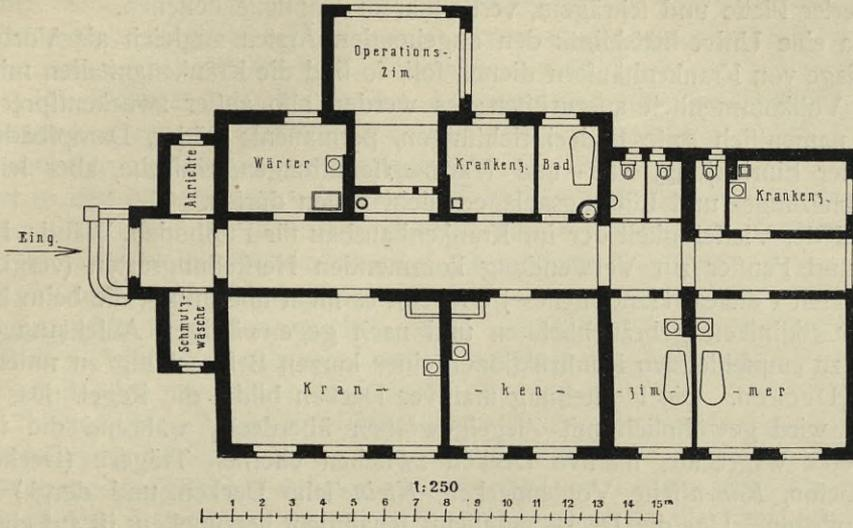 Operations-
Zim.
Anrichte
Wärter
Krankenz.
Bad
Krankenz.
Eing.
Schmutz-
wäsche
Kran-
-ken
zim-
-mer
1:250
1 2 3 4 5 6 7 8 9 10 11 12 13 14 15 m